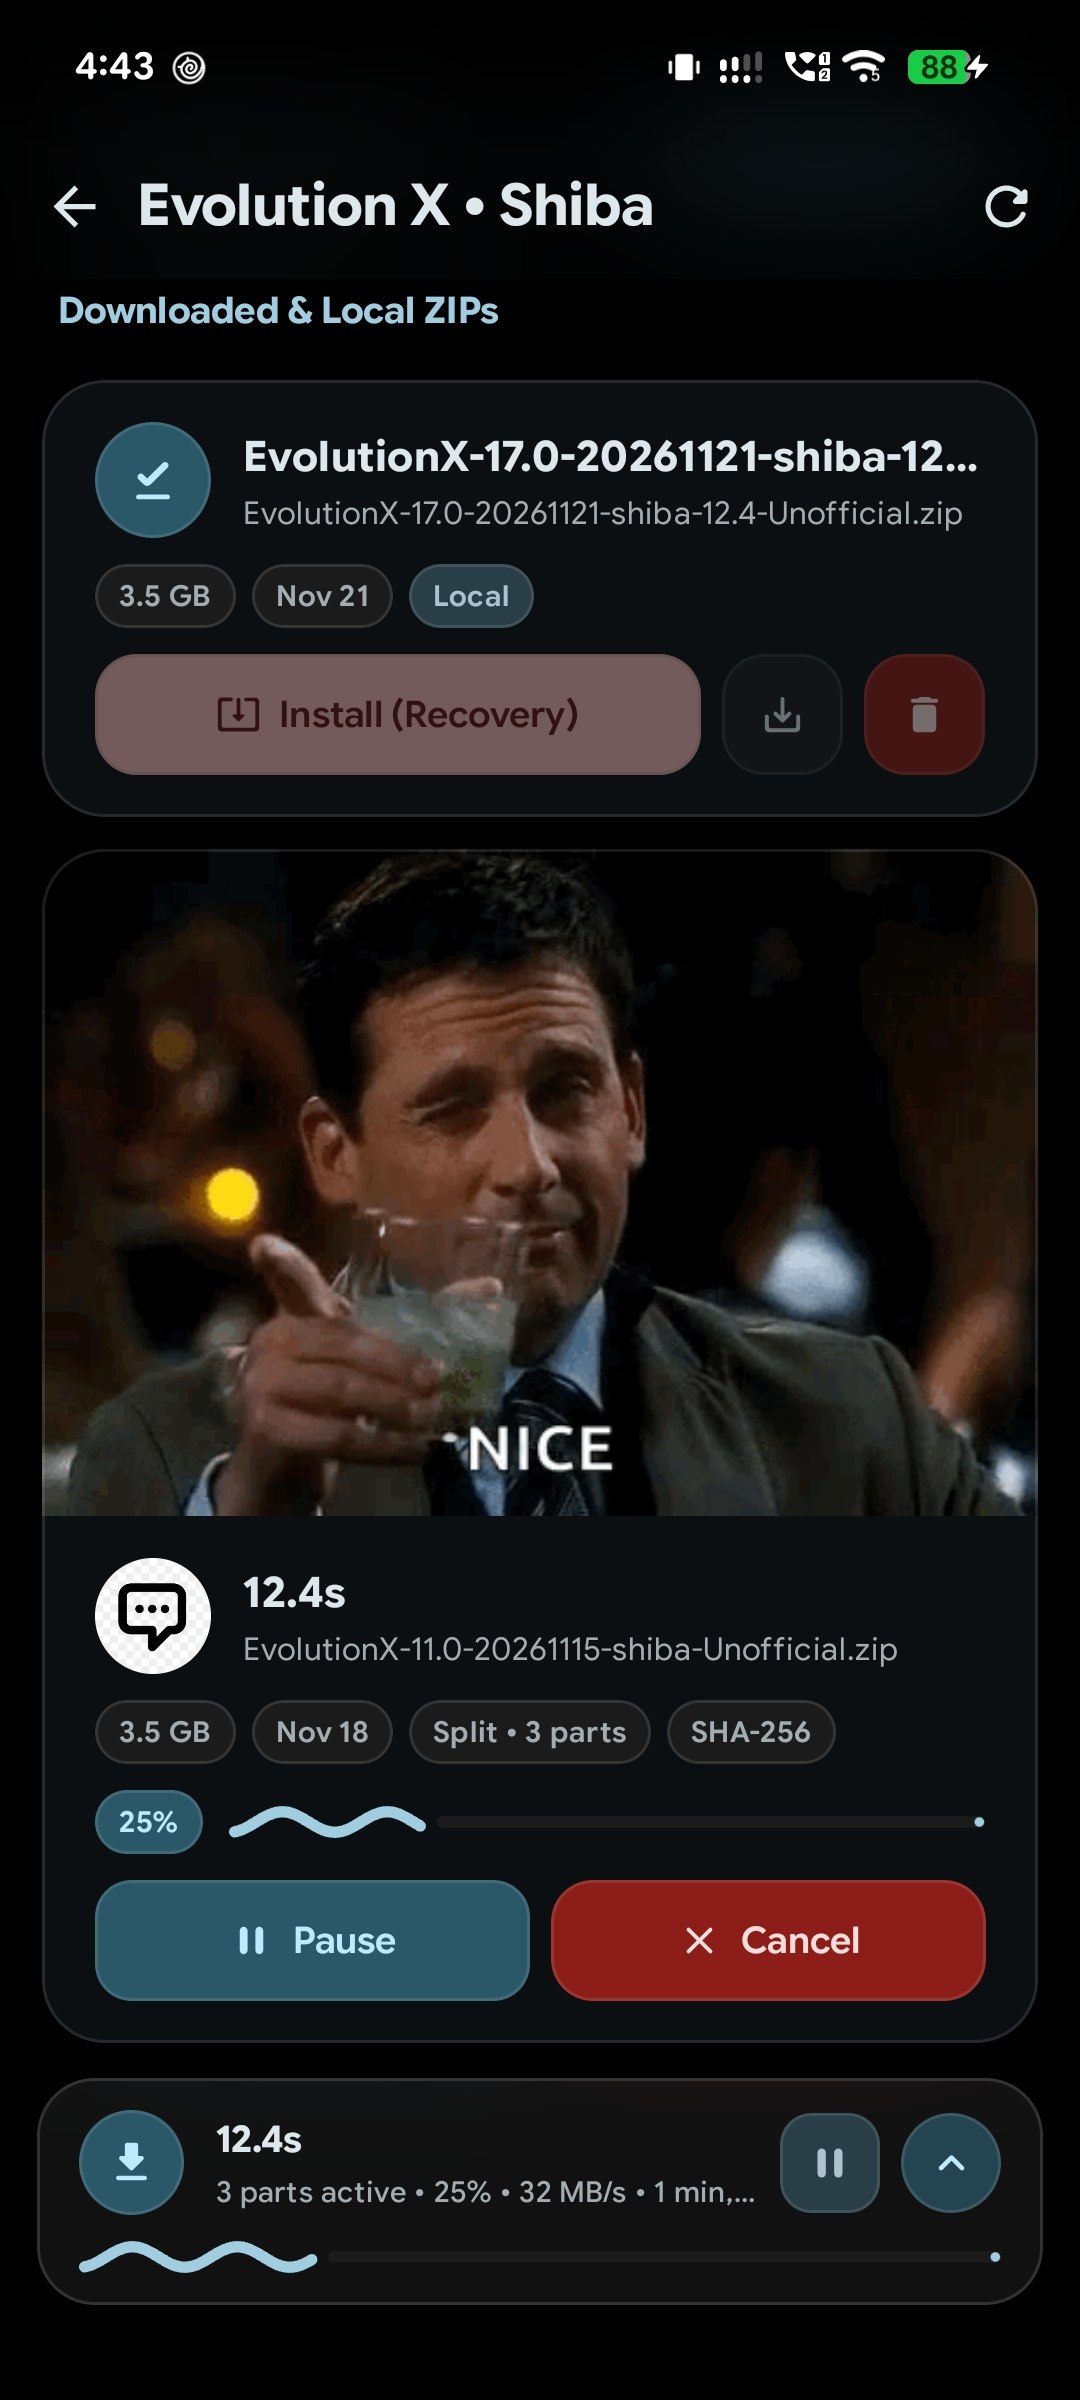 4:43
88
Evolution X • Shiba
Downloaded & Local ZIPs
EvolutionX-17.0-20261121-shiba-12...
EvolutionX-17.0-20261121-shiba-12.4-Unofficial.zip
3.5 GB
Nov 21
Local
Install (Recovery)
NICE
12.4s
EvolutionX-11.0-20261115-shiba-Unofficial.zip
3.5 GB
Nov 18
Split • 3 parts
SHA-256
25%
Pause
Cancel
12.4s
3 parts active • 25% • 32 MB/s • 1 min,...